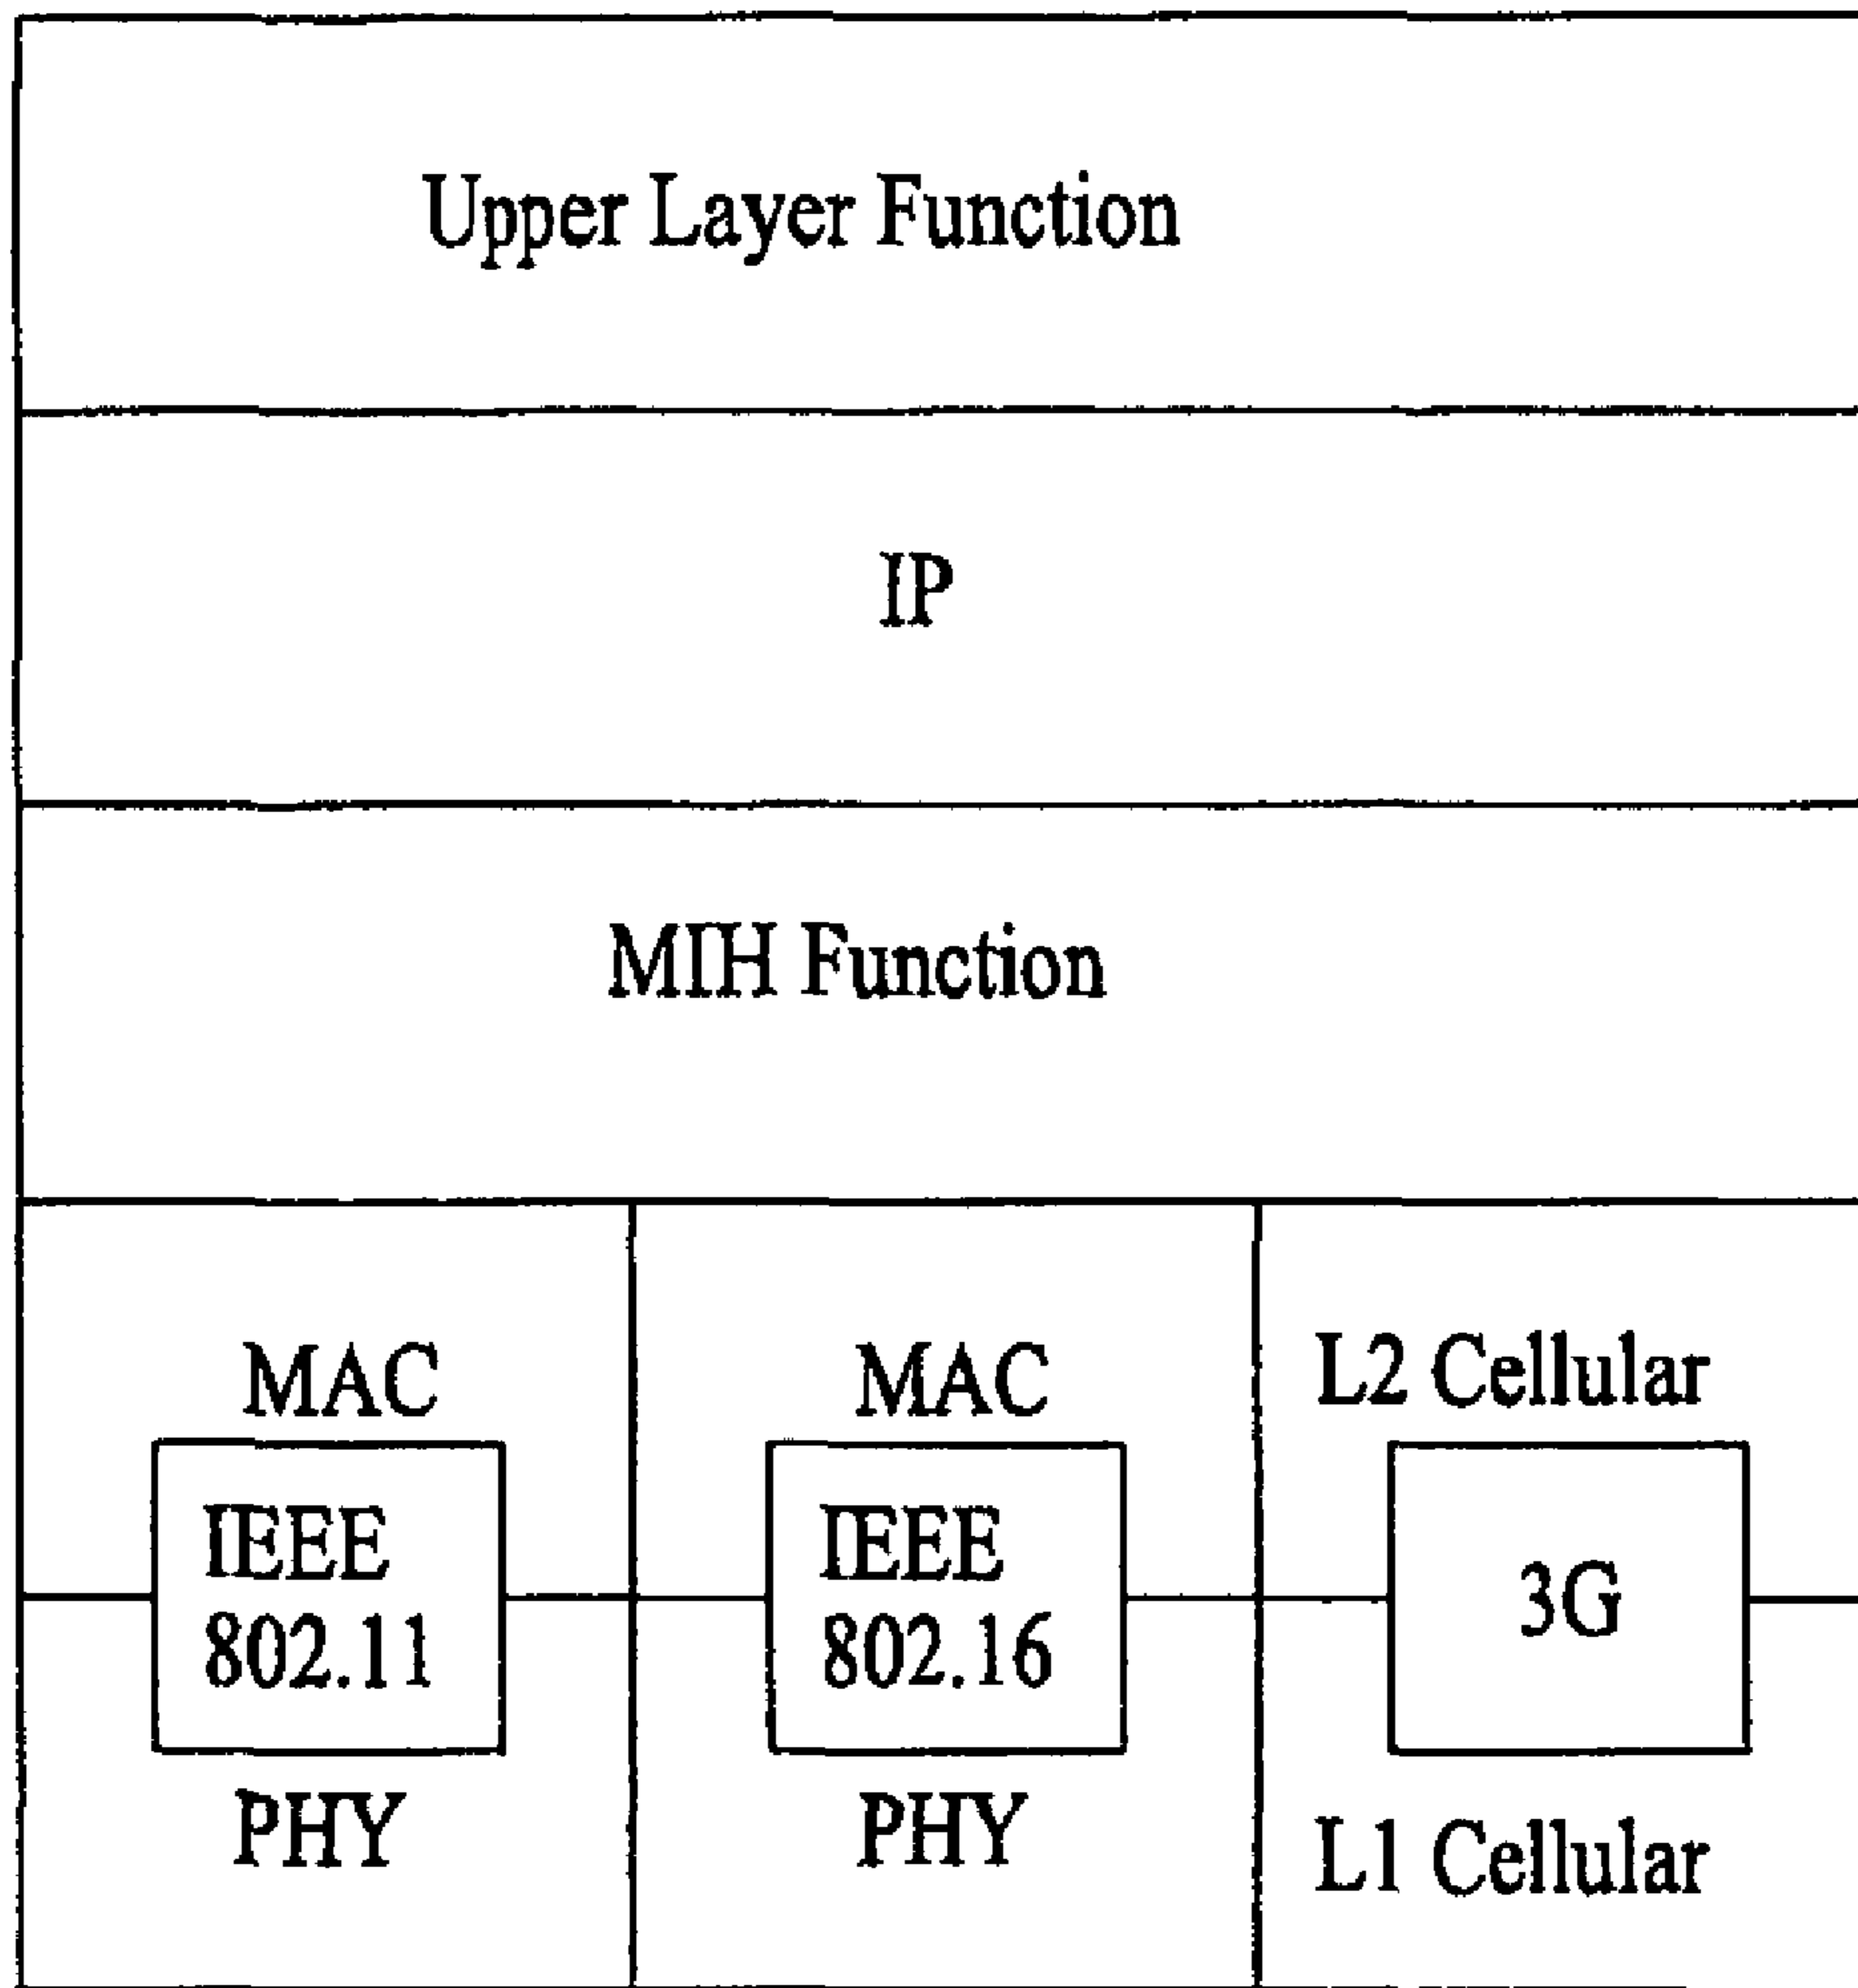 Upper Layer Function
IP
MIH Function
MAC
IEEE
802.11
PHY
MAC
IEEE
802.16
PHY
L2 Cellular
3G
L1 Cellular